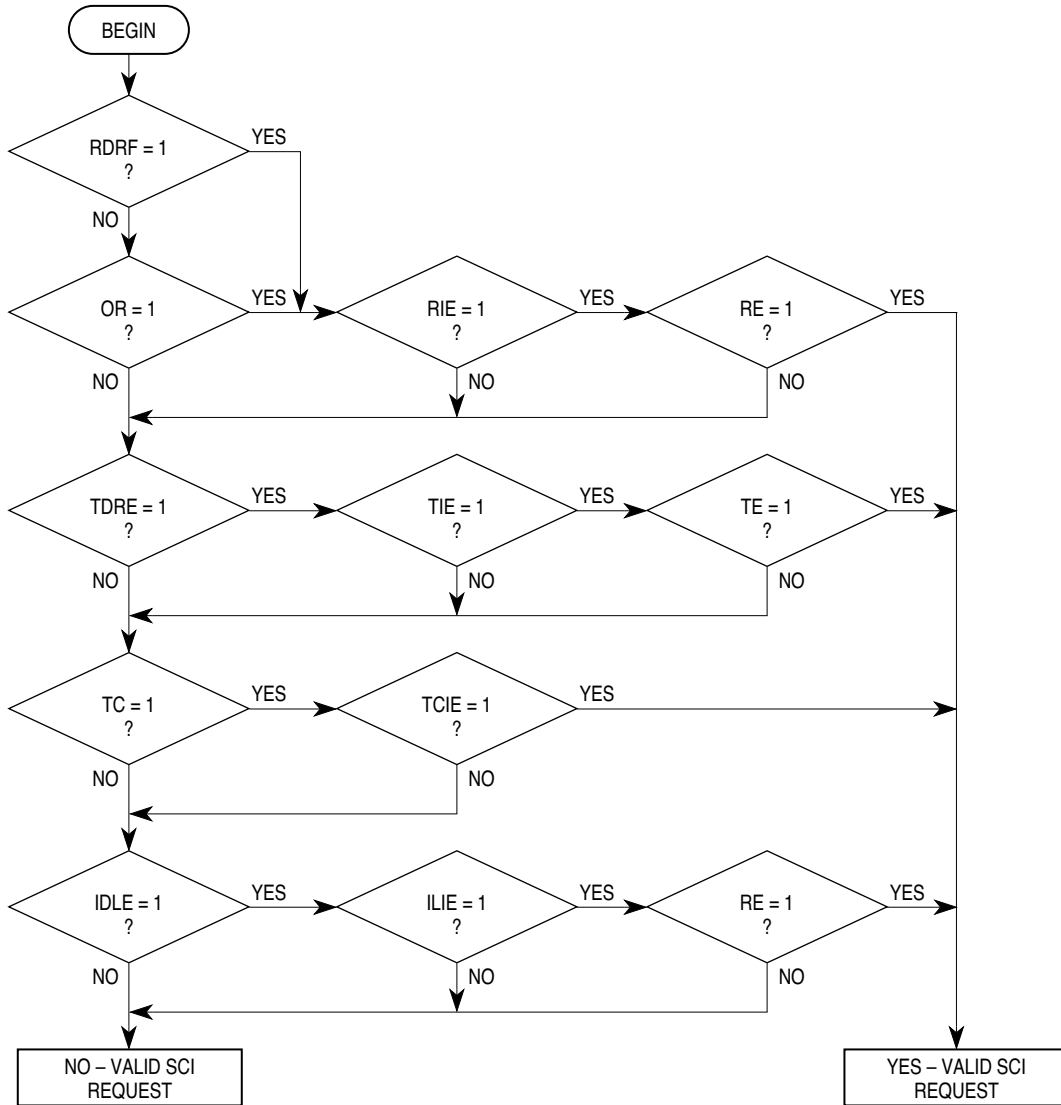 BEGIN
RDRF = 1
?
YES
NO
OR = 1
?
YES
NO
RIE = 1
?
YES
NO
RE = 1
?
YES
NO
TDRE = 1
?
YES
NO
TIE = 1
?
YES
NO
TE = 1
?
YES
NO
TC = 1
?
YES
NO
TCIE = 1
?
YES
NO
IDLE = 1
?
YES
NO
ILIE = 1
?
YES
NO
RE = 1
?
YES
NO
NO – VALID SCI
REQUEST
YES – VALID SCI
REQUEST